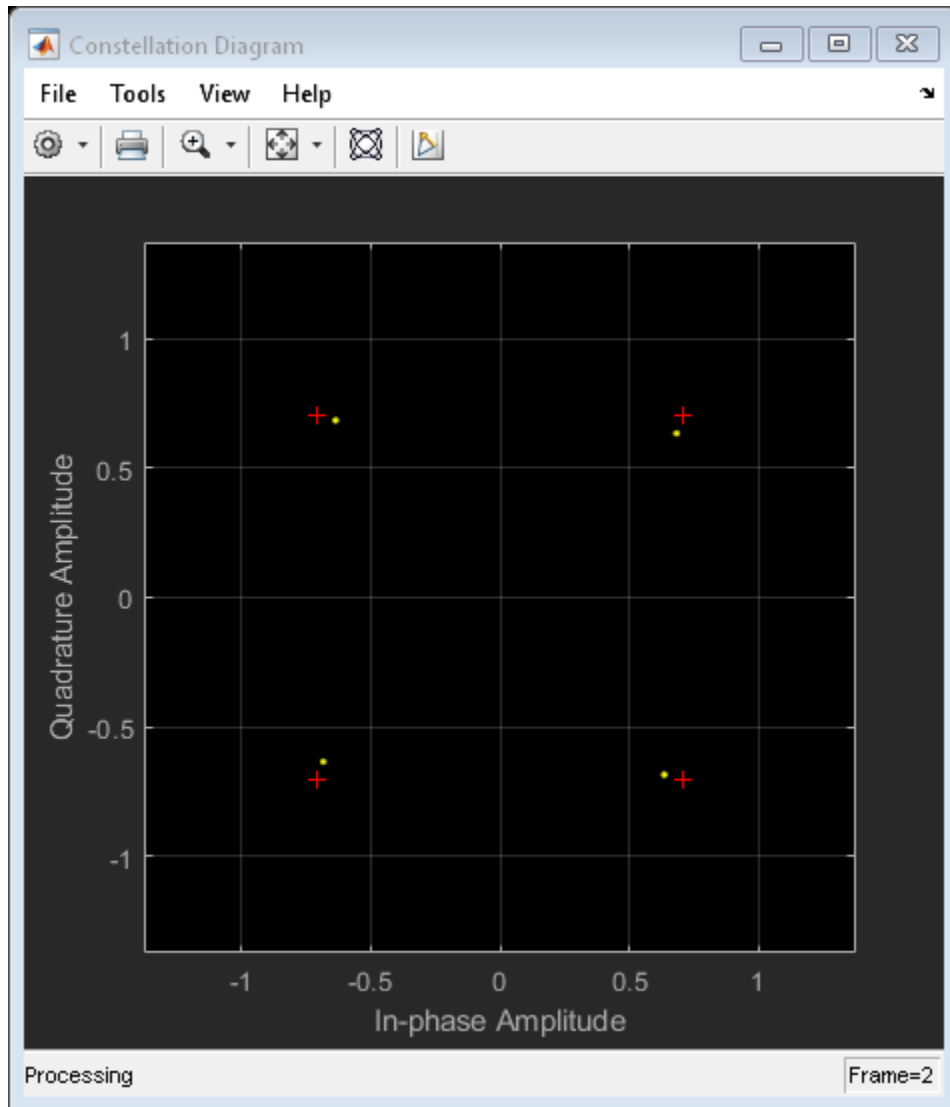 Constellation Diagram
File Tools View Help
1
0.5
0
-0.5
-1
Quadrature Amplitude
-1 -0.5 0 0.5 1
In-phase Amplitude
Processing Frame=2